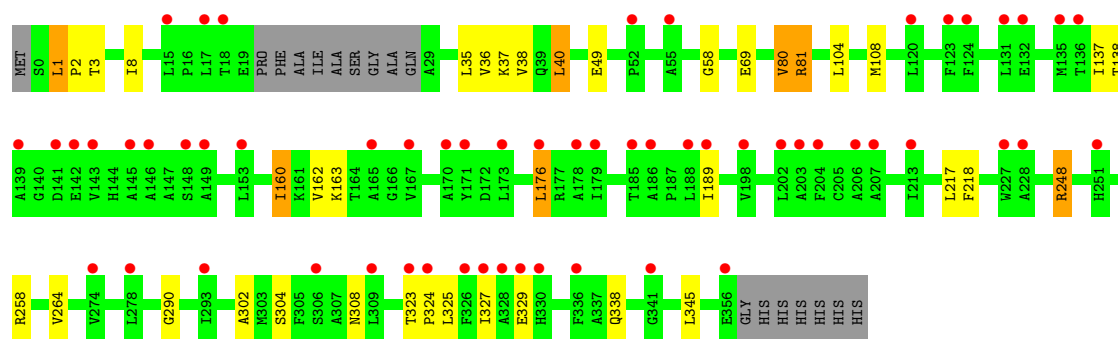 MET S0 L1 P2 T3 I8 L15 P16 L17 T18 E19 PRO PHE ALA ILE ALA ALA SER GLY ALA GLN A29 L35 V36 K37 V38 Q39 L40 E49 P52 A55 G58 E69 V80 R81 L104 M108 L120 F123 F124 L131 E132 M135 T136 I137 T138
A139 G140 D141 E142 V143 H144 A145 A146 A147 S148 A149 L153 I160 K161 V162 K163 T164 A165 G166 V167 A170 Y171 D172 L173 L176 R177 A178 I179 T185 A186 P187 L188 I189 V198 L202 A203 F204 C205 A206 A207 I213 L217 F218 W227 A228 R248 H251
R258 V264 V274 L278 G290 I293 A302 M303 S304 F305 S306 A307 N308 L309 T323 P324 L325 F326 I327 A328 E329 H330 F336 A337 Q338 G341 L345 E356 GLY HIS HIS HIS HIS HIS HIS